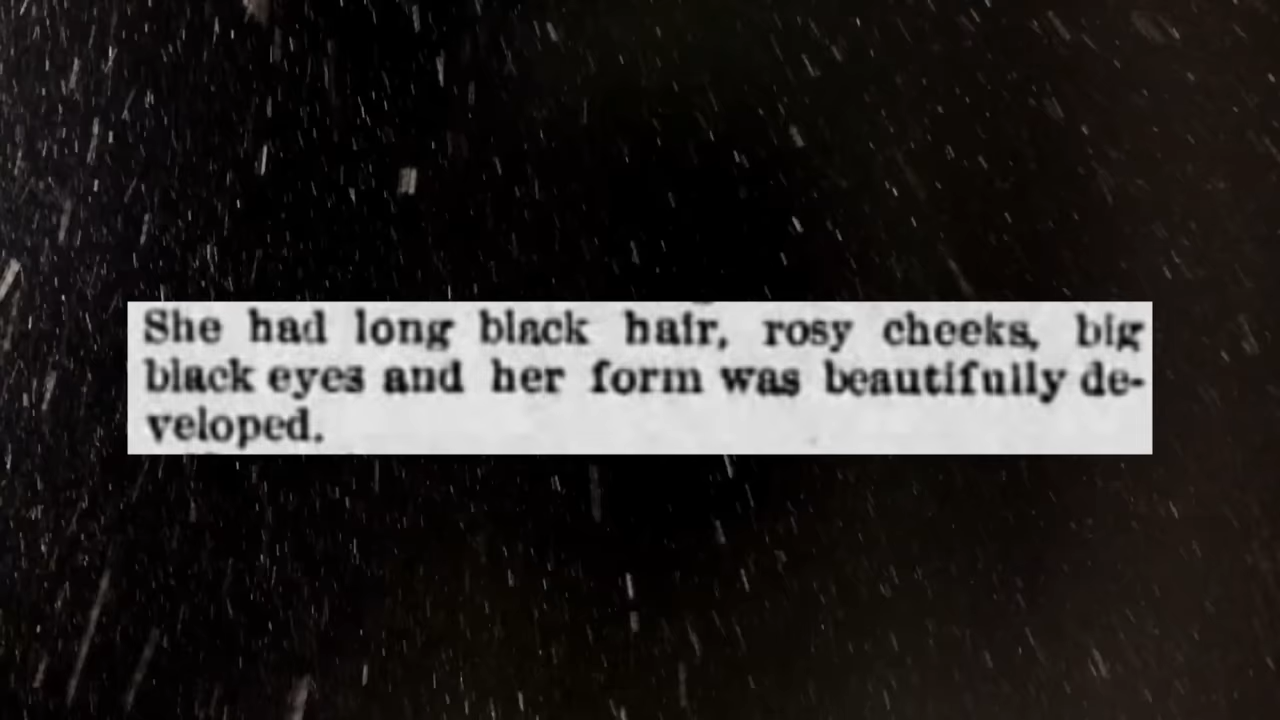 She had long black hair, rosy cheeks, big
black eyes and her form was beautifully de-
veloped.